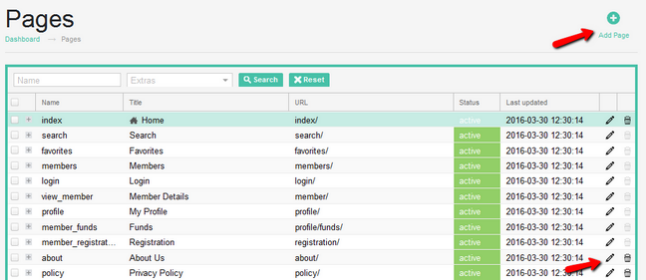 Pages
Dashboard — Pages
Add Page
Name Extras Search Reset
Name Title URL Status Last updated
index Home index/ active 2016-03-30 12:30:14
search Search search/ active 2016-03-30 12:30:14
favorites Favorites favorites/ active 2016-03-30 12:30:14
members Members members/ active 2016-03-30 12:30:14
login Login login/ active 2016-03-30 12:30:14
view_member Member Details member/ active 2016-03-30 12:30:14
profile My Profile profile/ active 2016-03-30 12:30:14
member_funds Funds profile/funds/ active 2016-03-30 12:30:14
member_registrat... Registration registration/ active 2016-03-30 12:30:14
about About Us about/ active 2016-03-30 12:30:14
policy Privacy Policy policy/ active 2016-03-30 12:30:14